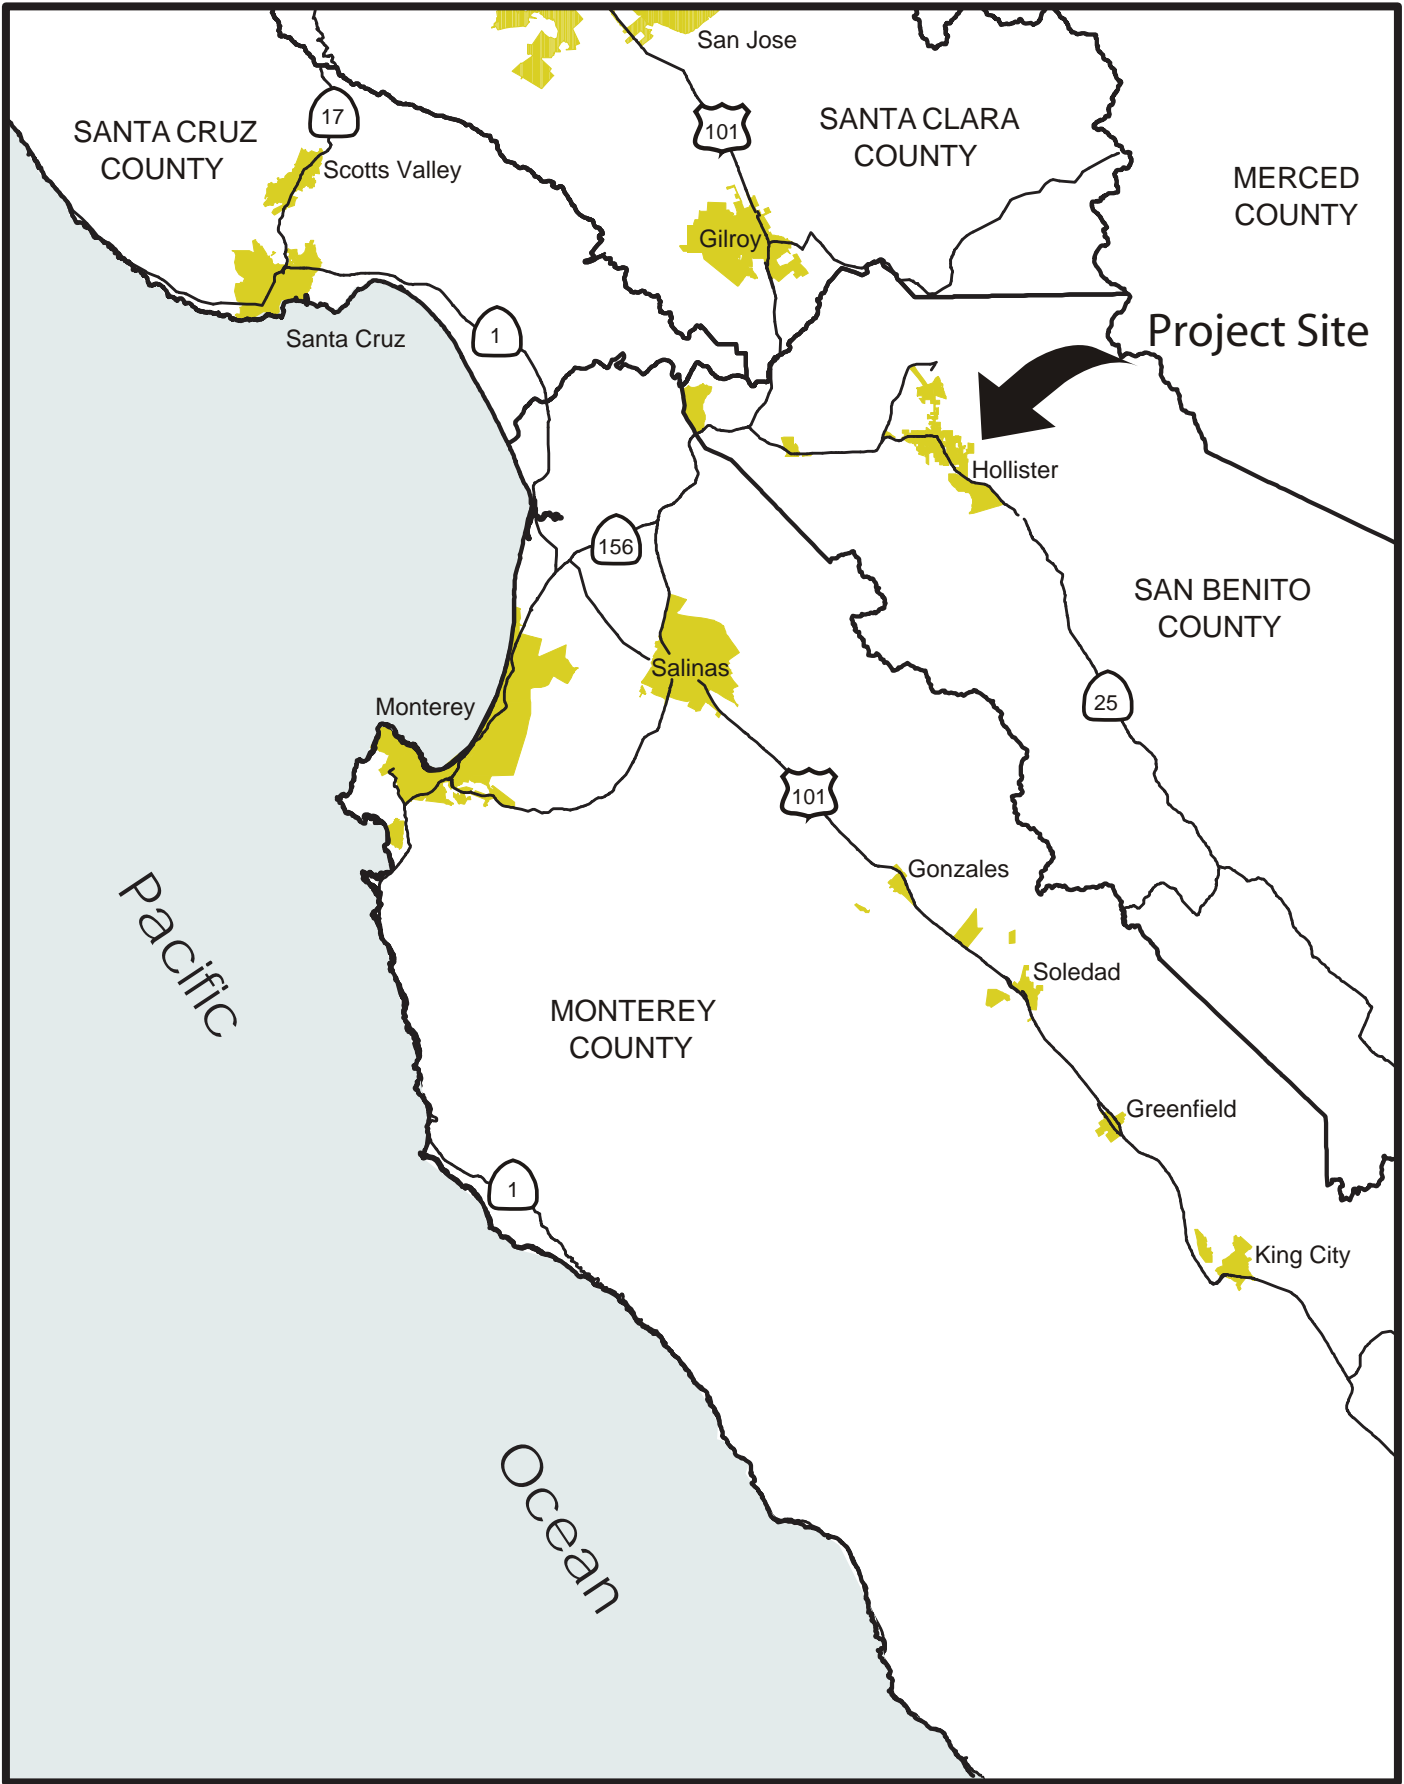 San Jose
17
101
SANTA CRUZ
COUNTY
SANTA CLARA
COUNTY
Scotts Valley
MERCED
COUNTY
Gilroy
Santa Cruz
1
Project Site
Hollister
156
SAN BENITO
COUNTY
Salinas
Monterey
25
101
Gonzales
Pacific
Soledad
MONTEREY
COUNTY
Greenfield
1
King City
Ocean